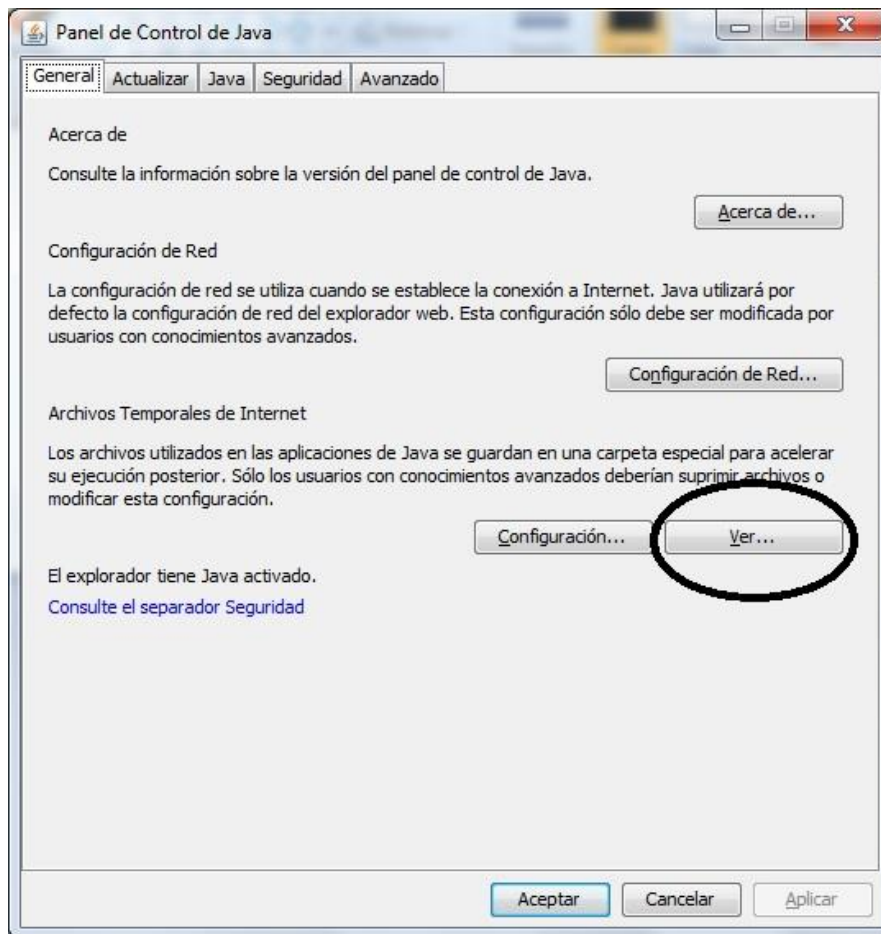 Panel de Control de Java
General Actualizar Java Seguridad Avanzado
Acerca de
Consulte la información sobre la versión del panel de control de Java.
Acerca de...
Configuración de Red
La configuración de red se utiliza cuando se establece la conexión a Internet. Java utilizará por
defecto la configuración de red del explorador web. Esta configuración sólo debe ser modificada por
usuarios con conocimientos avanzados.
Configuración de Red...
Archivos Temporales de Internet
Los archivos utilizados en las aplicaciones de Java se guardan en una carpeta especial para acelerar
su ejecución posterior. Sólo los usuarios con conocimientos avanzados deberían suprimir archivos o
modificar esta configuración.
Configuración... Ver...
El explorador tiene Java activado.
Consulte el separador Seguridad
Aceptar Cancelar Aplicar